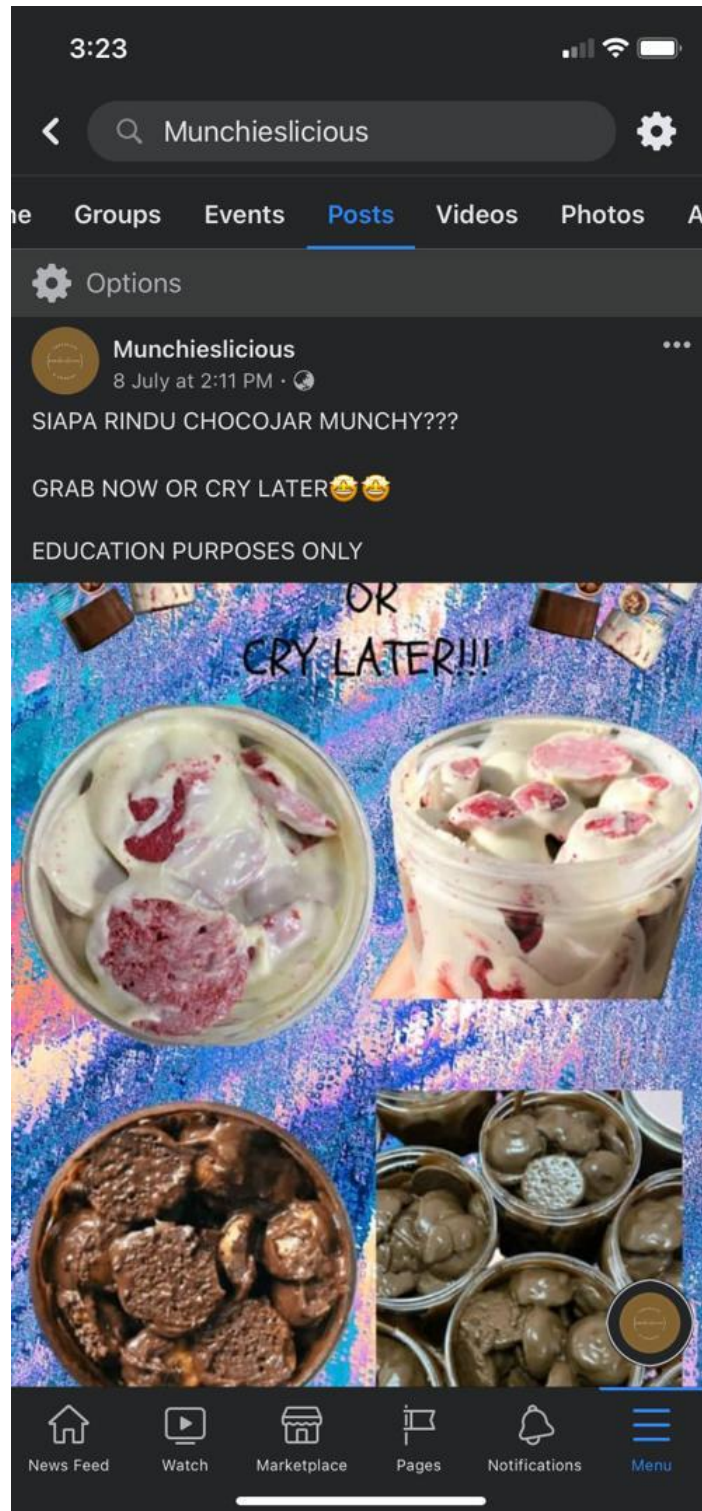 3:23
Munchieslicious
ne Groups Events Posts Videos Photos A
Options
Munchieslicious
8 July at 2:11 PM ·
SIAPA RINDU CHOCOJAR MUNCHY???
GRAB NOW OR CRY LATER🤩🤩
EDUCATION PURPOSES ONLY
OR
CRY LATER!!!
News Feed Watch Marketplace Pages Notifications Menu